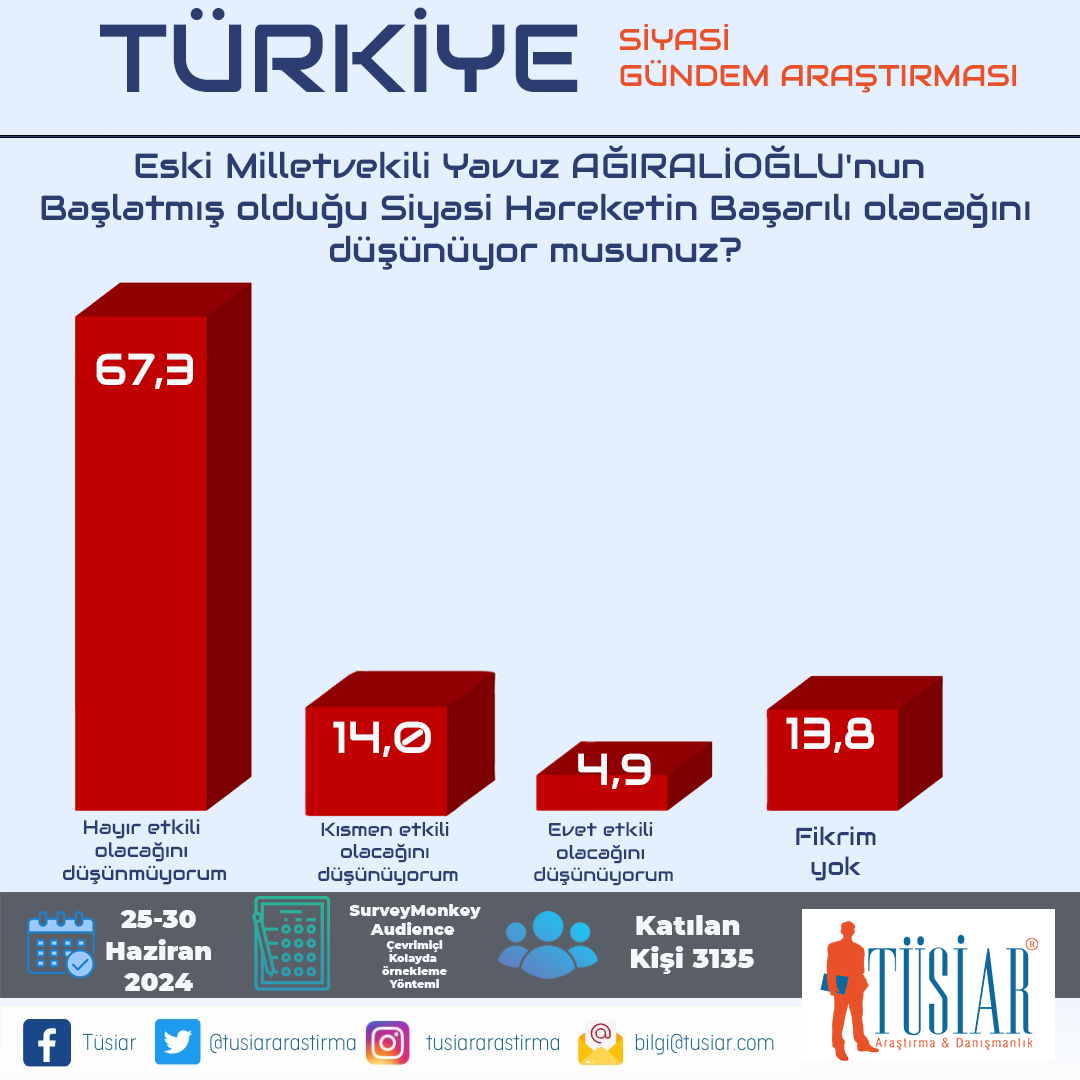 TÜRKİYE
SİYASİ
GÜNDEM ARAŞTIRMASI
Eski Milletvekili Yavuz AĞIRALİOĞLU'nun
Başlatmış olduğu Siyasi Hareketin Başarılı olacağını
düşünüyor musunuz?
67,3
14,0
4,9
13,8
Hayır etkili
olacağını
düşünmüyorum
Kısmen etkili
olacağını
düşünüyorum
Evet etkili
olacağını
düşünüyorum
Fikrim
yok
25-30
Haziran
2024
SurveyMonkey
Audience
Çevrimiçi
Kolayda
örnekleme
Yöntemi
Katılan
Kişi 3135
TÜSİAR®
Araştırma & Danışmanlık
Tüsiar
@tusiararastirma
tusiararastirma
bilgi@tusiar.com